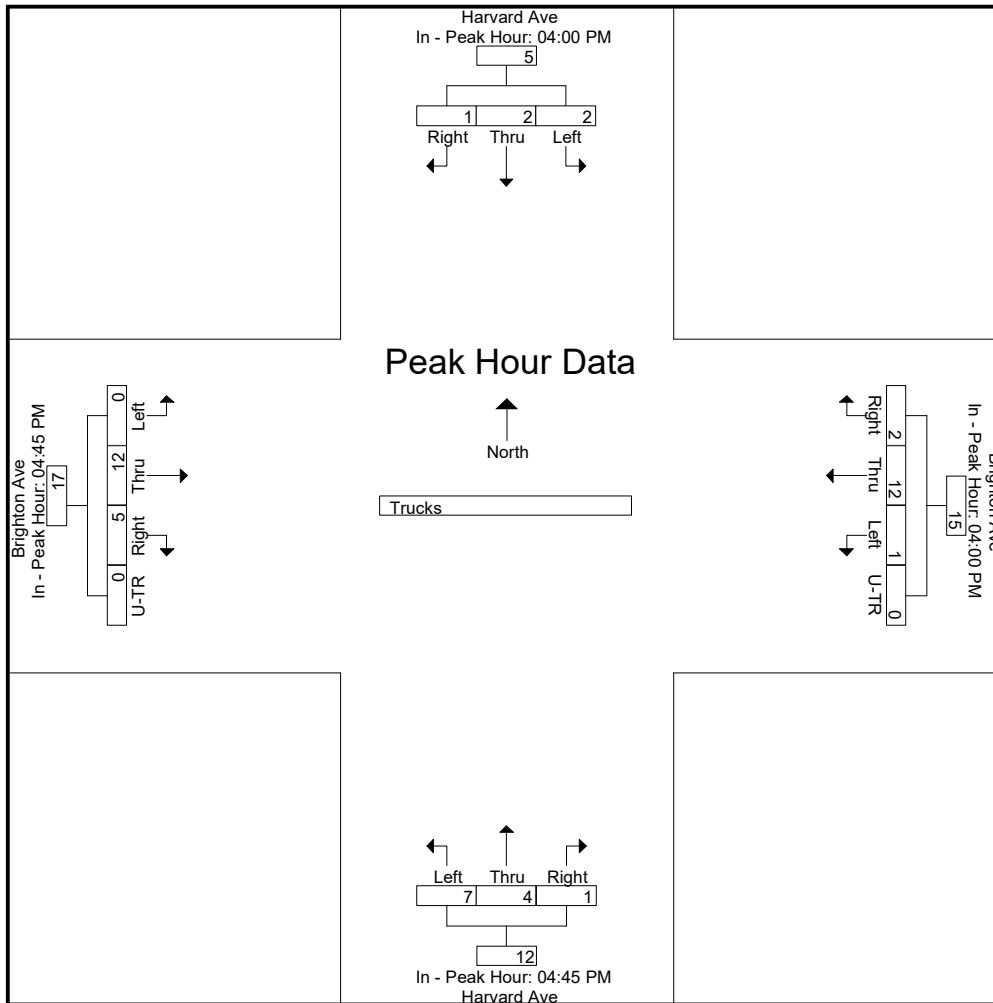 Harvard Ave
In - Peak Hour: 04:00 PM
5
1 2 2
Right Thru Left
Peak Hour Data
North
Trucks
Brighton Ave
In - Peak Hour: 04:45 PM
17
0 12 5 0
Left Thru Right U-TR
Right Thru Left U-TR
2 12 1 0
15
In - Peak Hour: 04:00 PM
Brighton Ave
Left Thru Right
7 4 1
12
In - Peak Hour: 04:45 PM
Harvard Ave